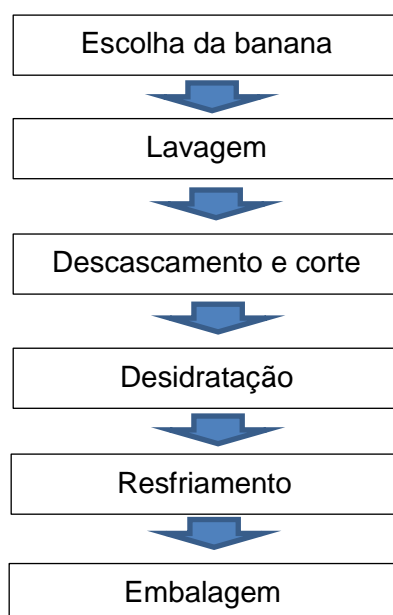 Escolha da banana
Lavagem
Descascamento e corte
Desidratação
Resfriamento
Embalagem